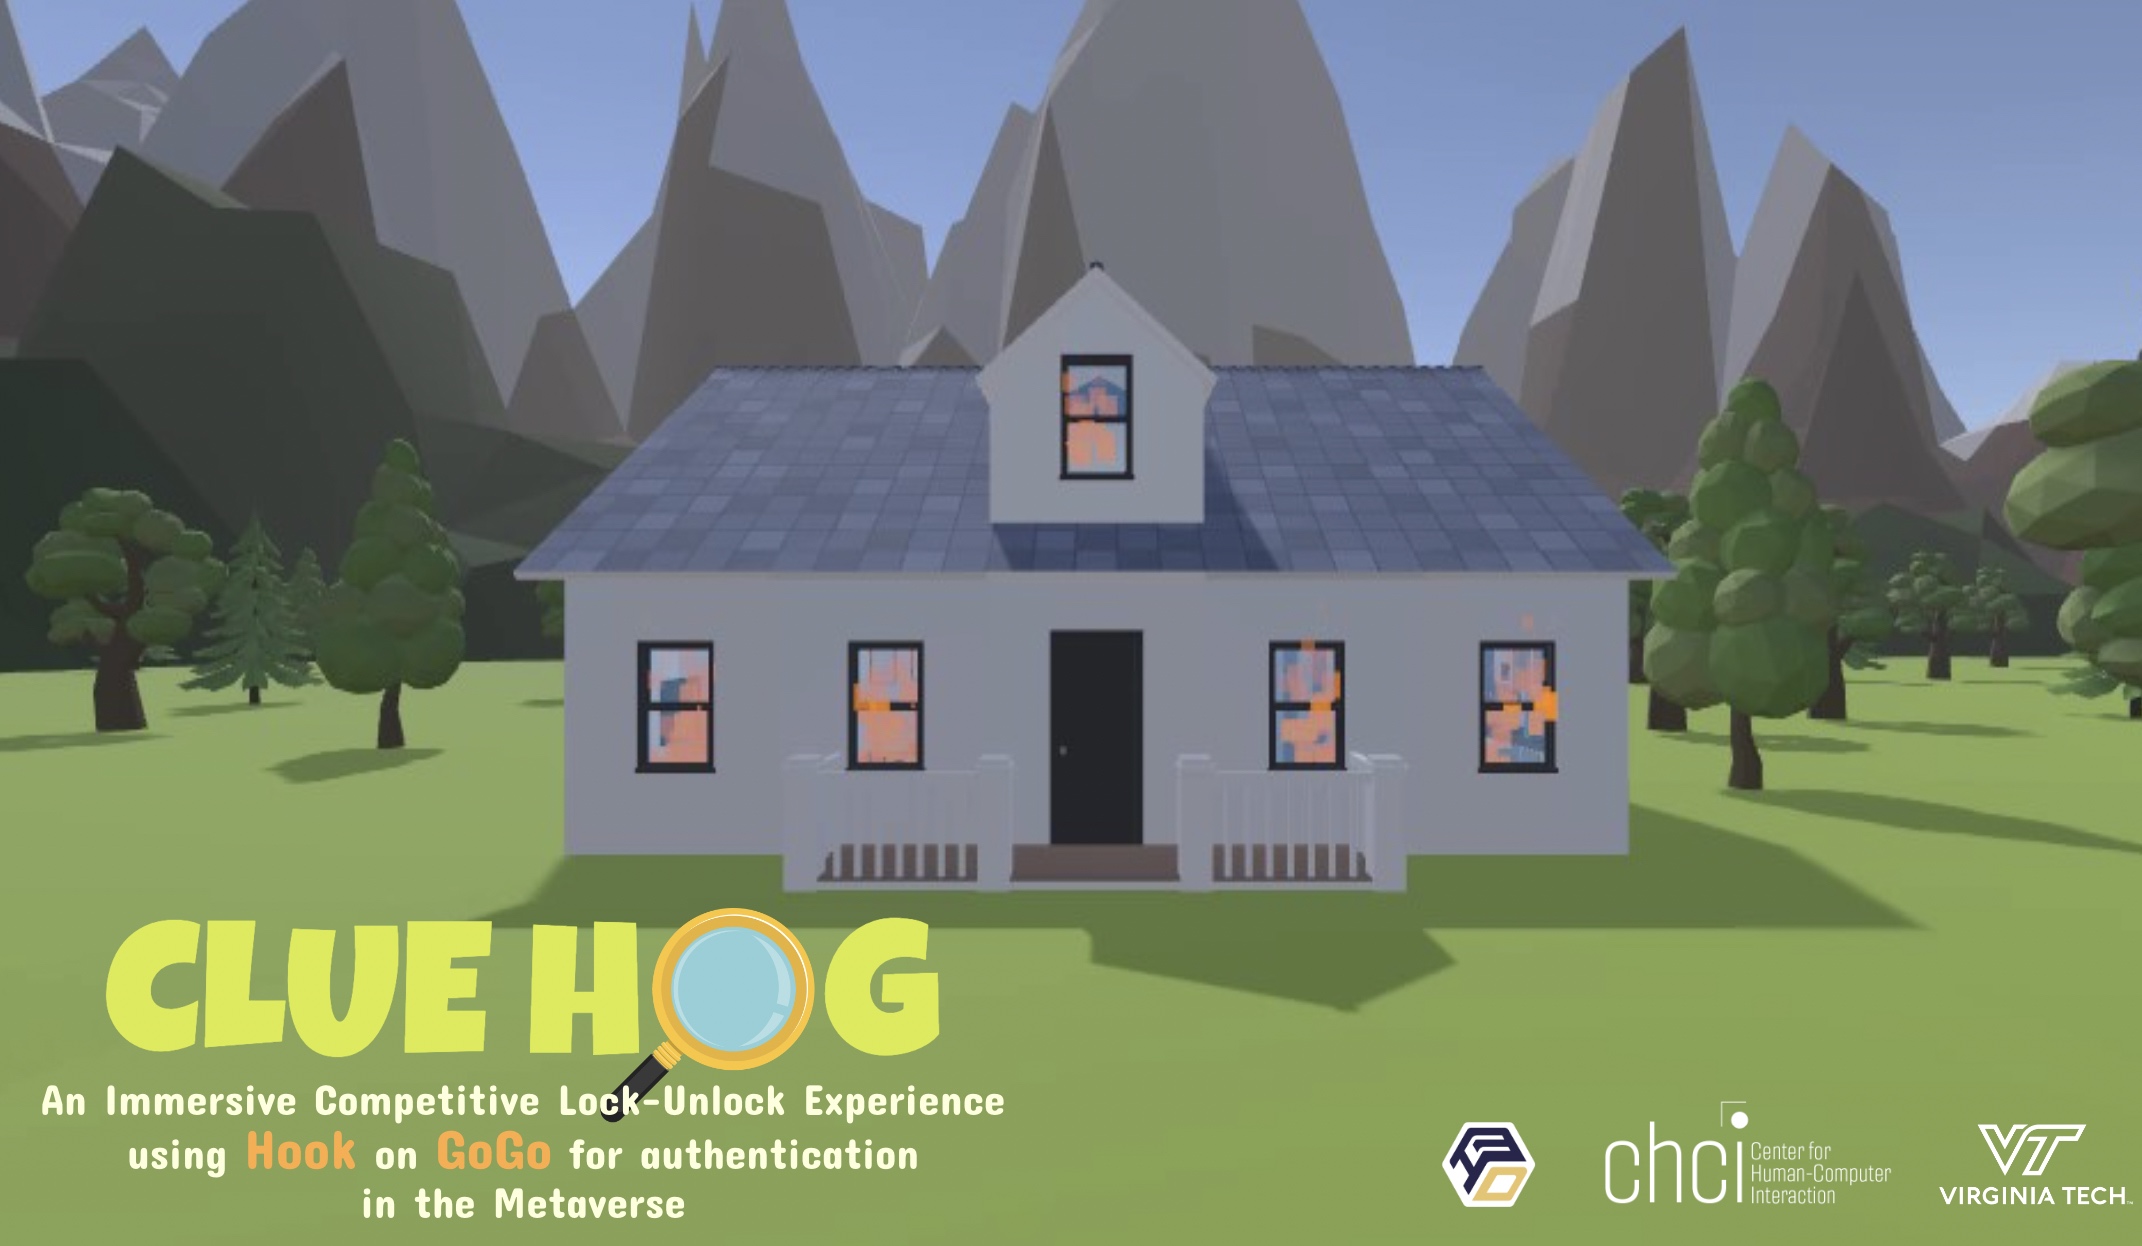 CLUE HOG
An Immersive Competitive Lock-Unlock Experience
using Hook on GoGo for authentication
in the Metaverse
chci
Center for
Human-Computer
Interaction
VT
VIRGINIA TECH™